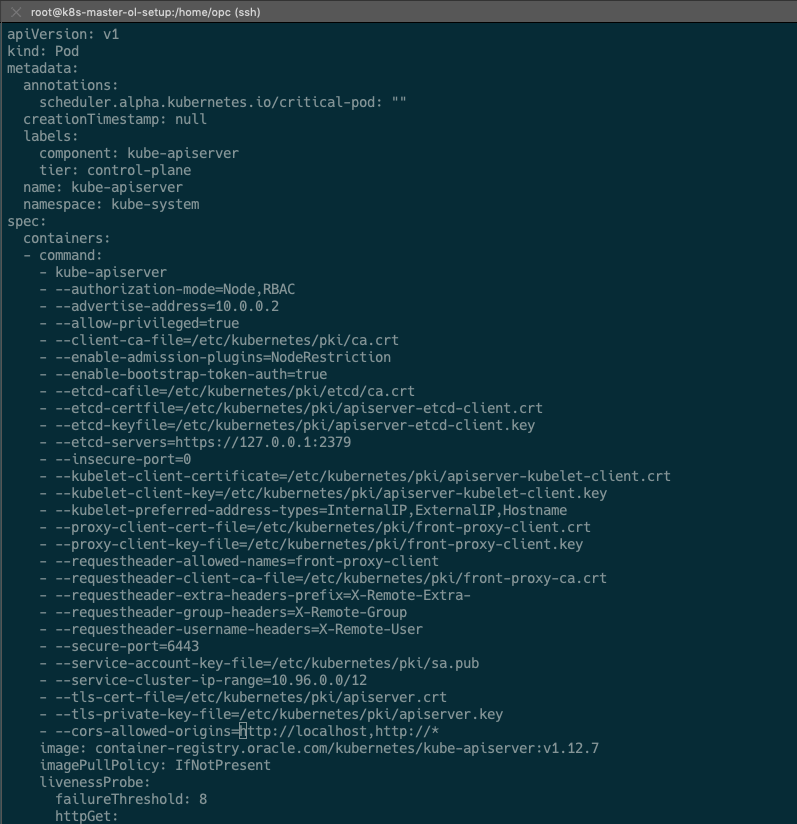 root@k8s-master-ol-setup:/home/opc (ssh)
apiVersion: v1
kind: Pod
metadata:
  annotations:
    scheduler.alpha.kubernetes.io/critical-pod: ""
  creationTimestamp: null
  labels:
    component: kube-apiserver
    tier: control-plane
  name: kube-apiserver
  namespace: kube-system
spec:
  containers:
  - command:
    - kube-apiserver
    - --authorization-mode=Node,RBAC
    - --advertise-address=10.0.0.2
    - --allow-privileged=true
    - --client-ca-file=/etc/kubernetes/pki/ca.crt
    - --enable-admission-plugins=NodeRestriction
    - --enable-bootstrap-token-auth=true
    - --etcd-cafile=/etc/kubernetes/pki/etcd/ca.crt
    - --etcd-certfile=/etc/kubernetes/pki/apiserver-etcd-client.crt
    - --etcd-keyfile=/etc/kubernetes/pki/apiserver-etcd-client.key
    - --etcd-servers=https://127.0.0.1:2379
    - --insecure-port=0
    - --kubelet-client-certificate=/etc/kubernetes/pki/apiserver-kubelet-client.crt
    - --kubelet-client-key=/etc/kubernetes/pki/apiserver-kubelet-client.key
    - --kubelet-preferred-address-types=InternalIP,ExternalIP,Hostname
    - --proxy-client-cert-file=/etc/kubernetes/pki/front-proxy-client.crt
    - --proxy-client-key-file=/etc/kubernetes/pki/front-proxy-client.key
    - --requestheader-allowed-names=front-proxy-client
    - --requestheader-client-ca-file=/etc/kubernetes/pki/front-proxy-ca.crt
    - --requestheader-extra-headers-prefix=X-Remote-Extra-
    - --requestheader-group-headers=X-Remote-Group
    - --requestheader-username-headers=X-Remote-User
    - --secure-port=6443
    - --service-account-key-file=/etc/kubernetes/pki/sa.pub
    - --service-cluster-ip-range=10.96.0.0/12
    - --tls-cert-file=/etc/kubernetes/pki/apiserver.crt
    - --tls-private-key-file=/etc/kubernetes/pki/apiserver.key
    - --cors-allowed-origins=http://localhost,http://*
    image: container-registry.oracle.com/kubernetes/kube-apiserver:v1.12.7
    imagePullPolicy: IfNotPresent
    livenessProbe:
      failureThreshold: 8
      httpGet: